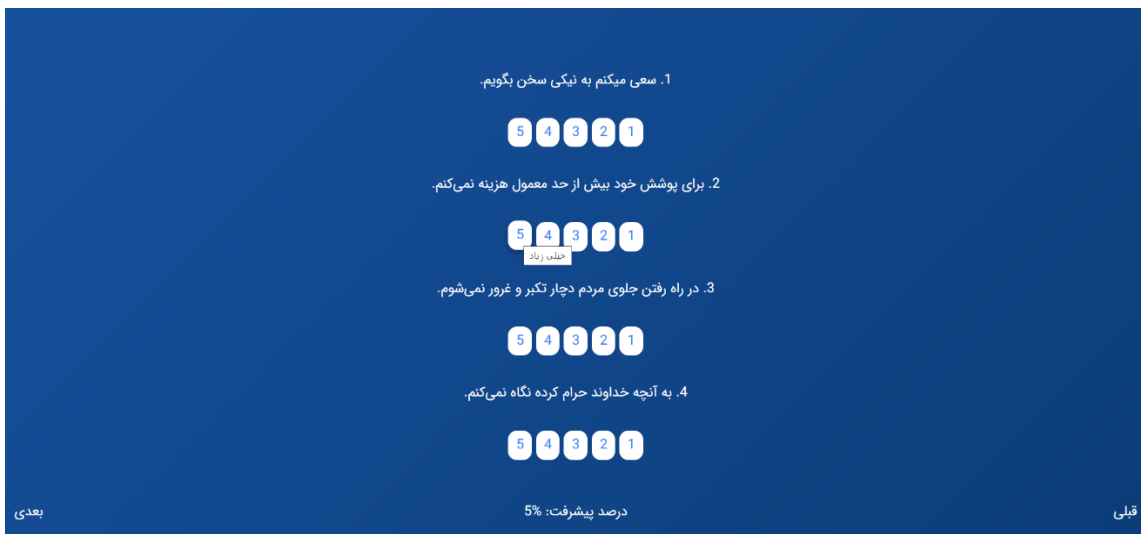 1. سعی میکنم به نیکی سخن بگویم.
1 2 3 4 5
2. برای پوشش خود بیش از حد معمول هزینه نمی‌کنم.
1 2 3 4 5
خیلی زیاد
3. در راه رفتن جلوی مردم دچار تکبر و غرور نمی‌شوم.
1 2 3 4 5
4. به آنچه خداوند حرام کرده نگاه نمی‌کنم.
1 2 3 4 5
قبلی درصد پیشرفت: 5% بعدی